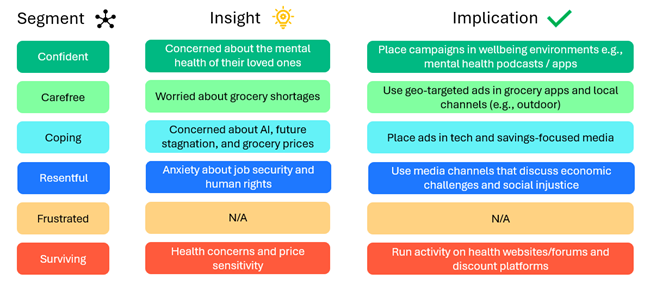 Segment Insight Implication
Confident
Concerned about the mental
health of their loved ones
Place campaigns in wellbeing environments e.g.,
mental health podcasts / apps
Carefree
Worried about grocery shortages
Use geo-targeted ads in grocery apps and local
channels (e.g., outdoor)
Coping
Concerned about AI, future
stagnation, and grocery prices
Place ads in tech and savings-focused media
Resentful
Anxiety about job security and
human rights
Use media channels that discuss economic
challenges and social injustice
Frustrated
N/A
N/A
Surviving
Health concerns and price
sensitivity
Run activity on health websites/forums and
discount platforms